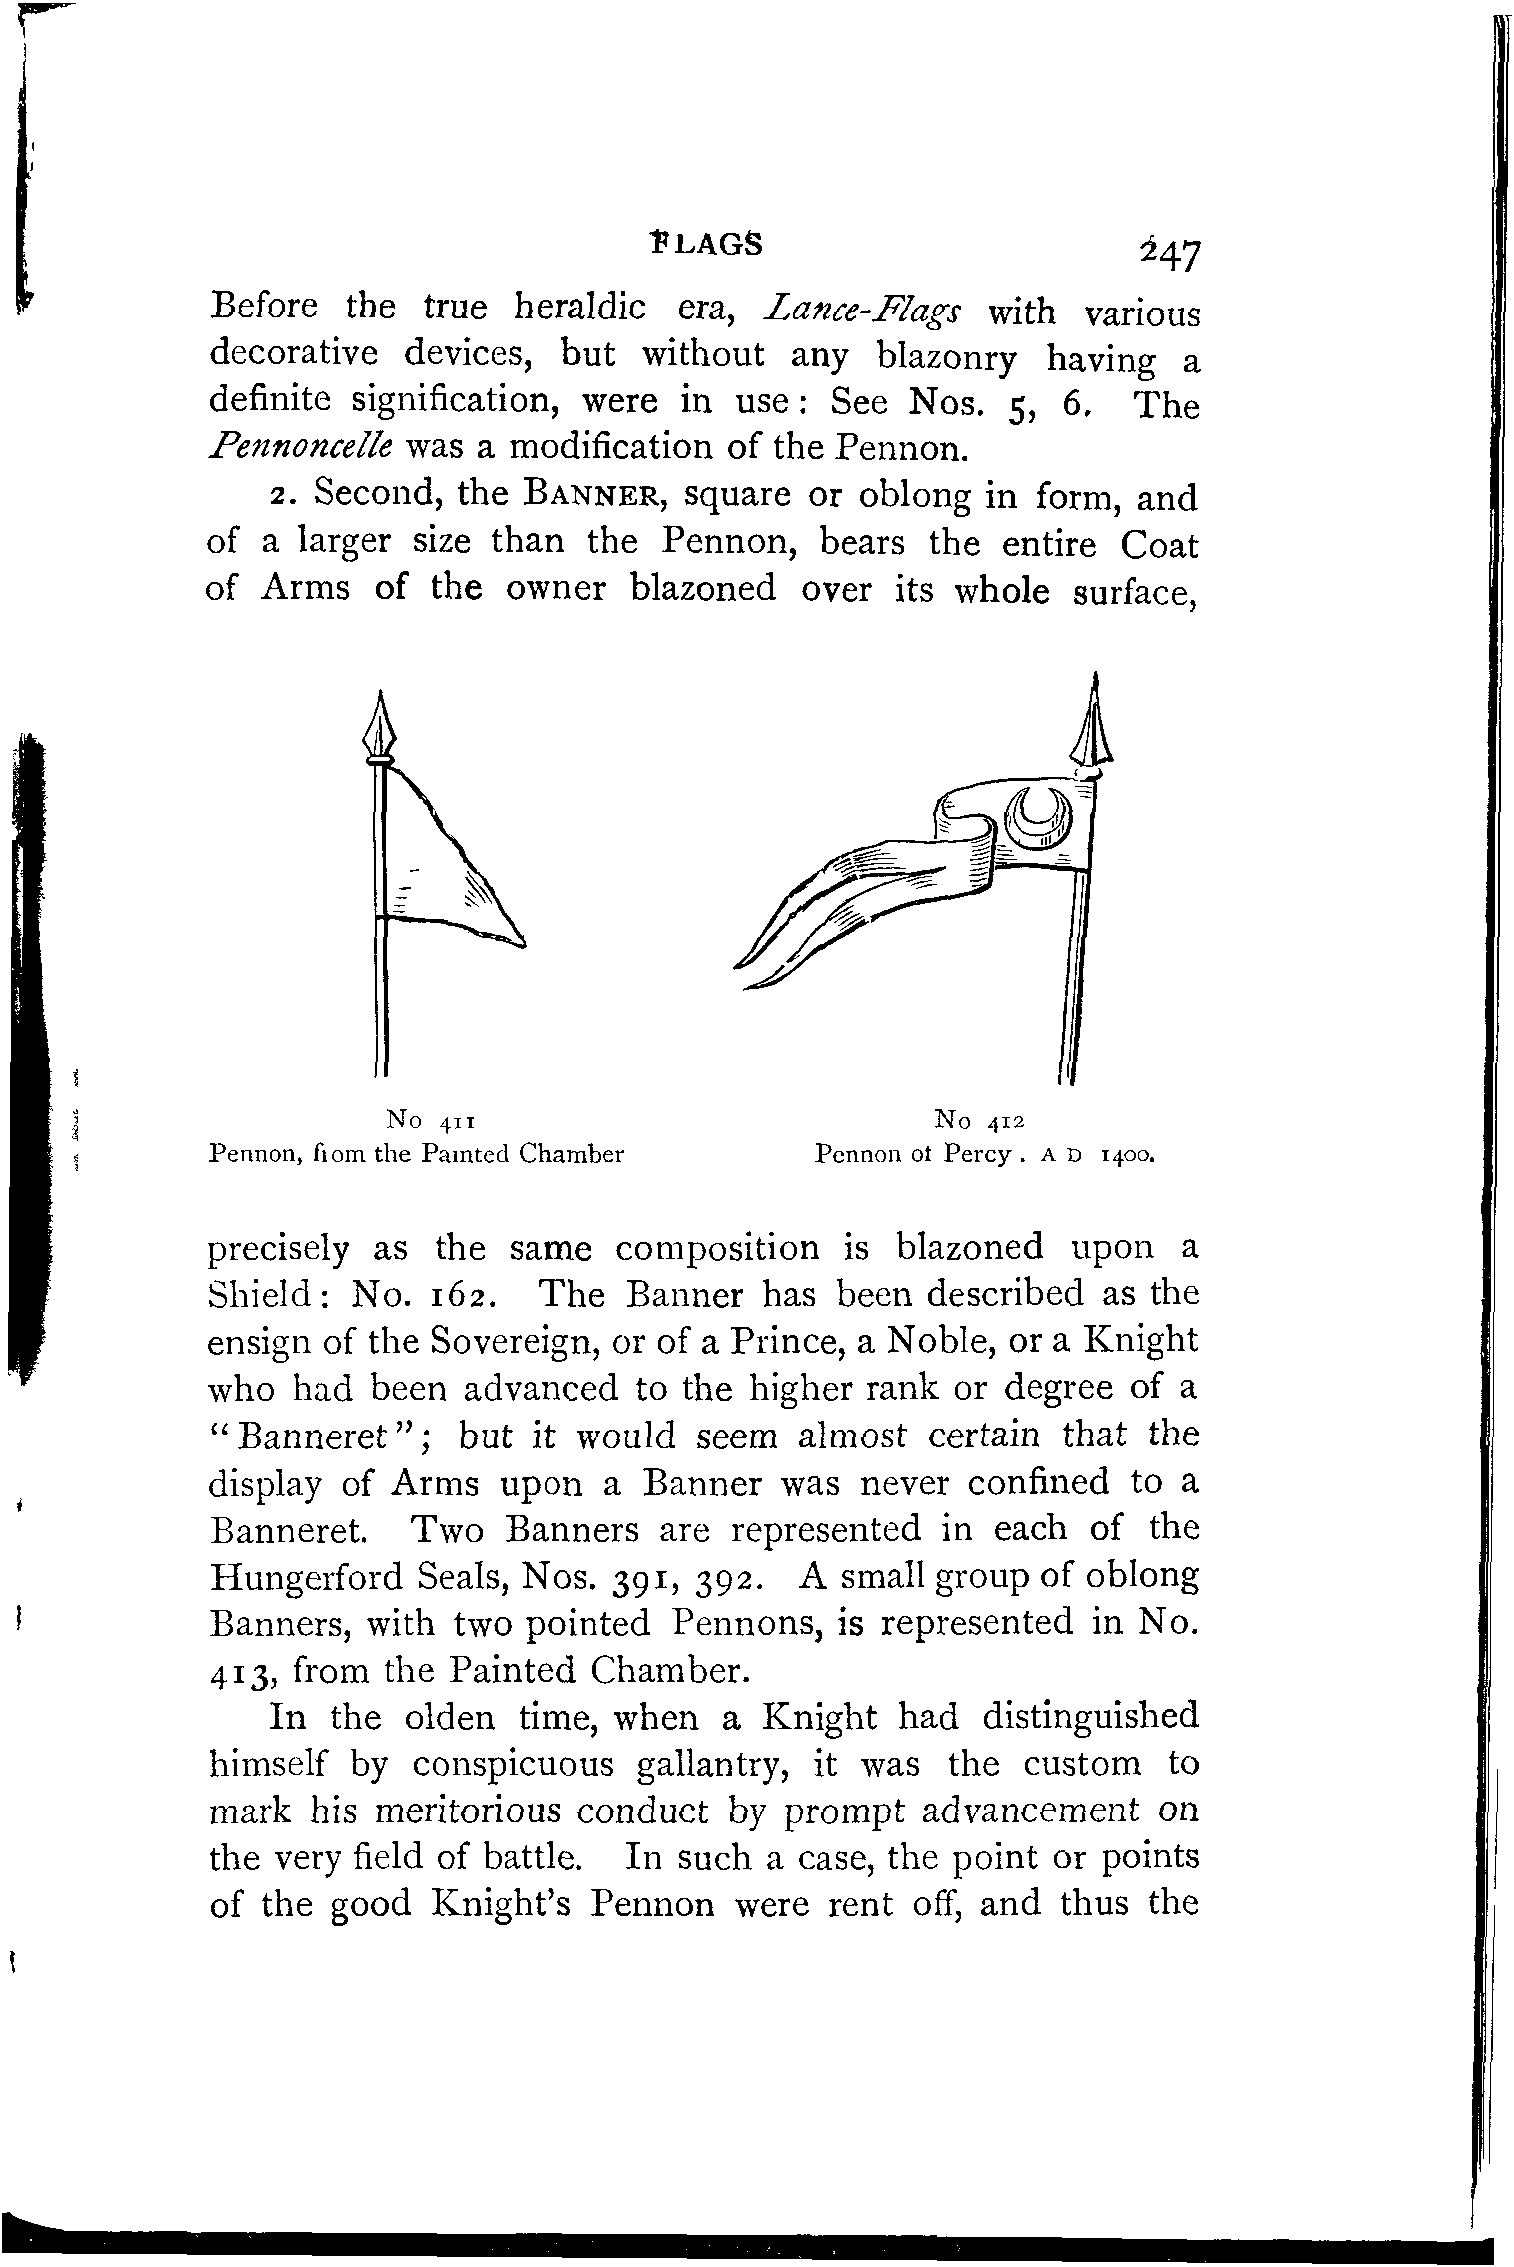 FLAGS 247
Before the true heraldic era, Lance-Flags with various
decorative devices, but without any blazonry having a
definite signification, were in use: See Nos. 5, 6. The
Pennoncelle was a modification of the Pennon.
2. Second, the BANNER, square or oblong in form, and
of a larger size than the Pennon, bears the entire Coat
of Arms of the owner blazoned over its whole surface,
No 411
Pennon, from the Painted Chamber
No 412
Pennon of Percy. A D 1400.
precisely as the same composition is blazoned upon a
Shield: No. 162. The Banner has been described as the
ensign of the Sovereign, or of a Prince, a Noble, or a Knight
who had been advanced to the higher rank or degree of a
"Banneret"; but it would seem almost certain that the
display of Arms upon a Banner was never confined to a
Banneret. Two Banners are represented in each of the
Hungerford Seals, Nos. 391, 392. A small group of oblong
Banners, with two pointed Pennons, is represented in No.
413, from the Painted Chamber.
In the olden time, when a Knight had distinguished
himself by conspicuous gallantry, it was the custom to
mark his meritorious conduct by prompt advancement on
the very field of battle. In such a case, the point or points
of the good Knight's Pennon were rent off, and thus the